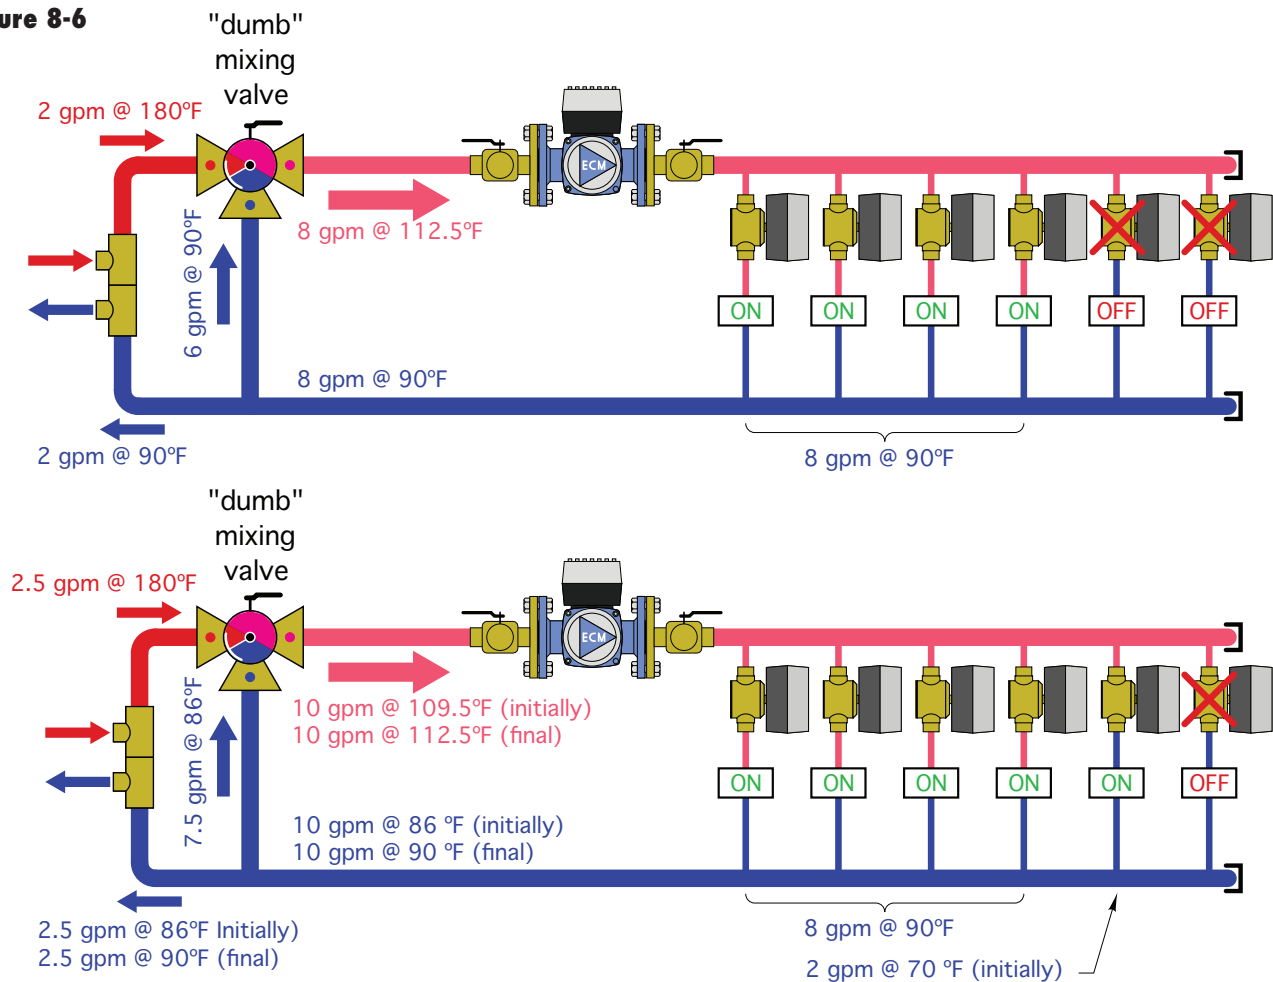 ure 8-6
"dumb"
mixing
valve
2 gpm @ 180ºF
ECM
6 gpm @ 90ºF
8 gpm @ 112.5ºF
ON
ON
ON
ON
OFF
OFF
8 gpm @ 90ºF
2 gpm @ 90ºF
8 gpm @ 90ºF
"dumb"
mixing
valve
2.5 gpm @ 180ºF
ECM
7.5 gpm @ 86ºF
10 gpm @ 109.5ºF (initially)
10 gpm @ 112.5ºF (final)
ON
ON
ON
ON
ON
OFF
10 gpm @ 86 ºF (initially)
10 gpm @ 90 ºF (final)
2.5 gpm @ 86ºF Initially)
2.5 gpm @ 90ºF (final)
8 gpm @ 90ºF
2 gpm @ 70 ºF (initially)